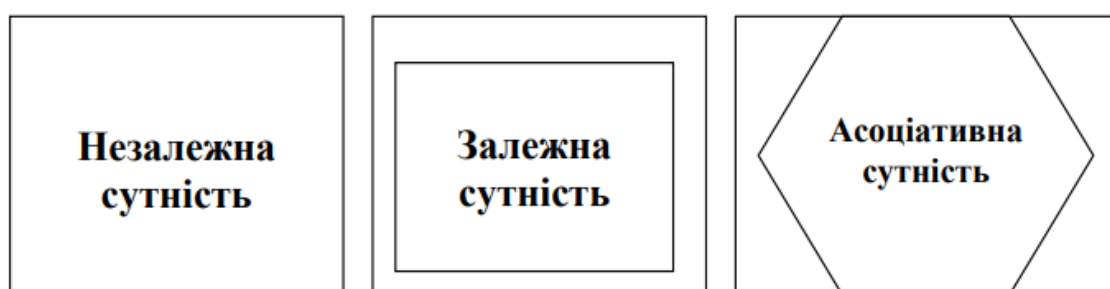 Незалежна
сутність
Залежна
сутність
Асоціативна
сутність